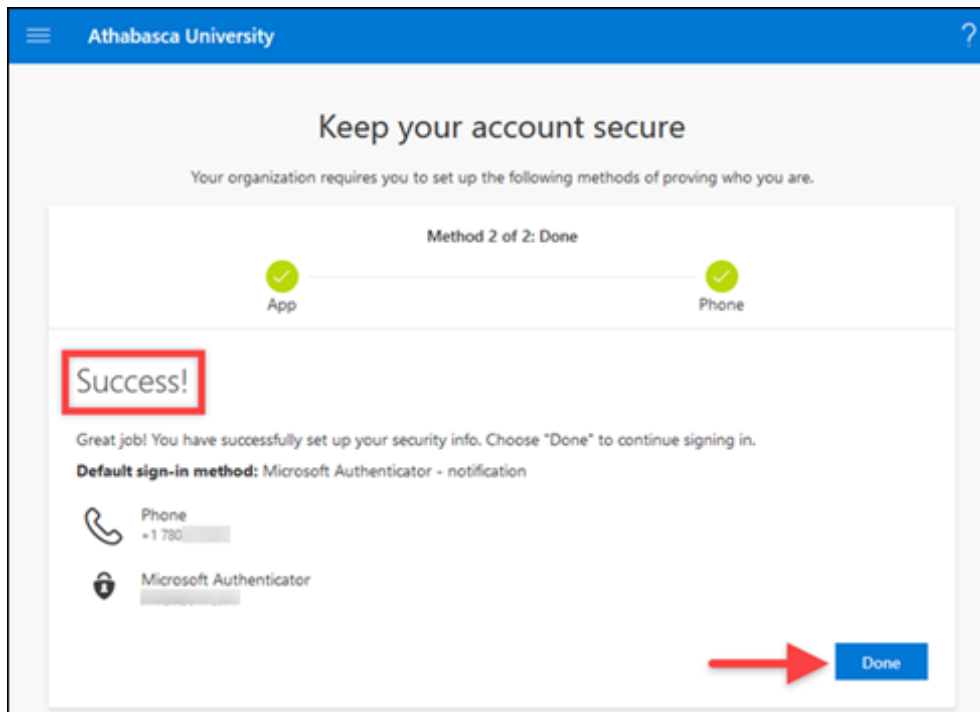 Athabasca University
?
Keep your account secure
Your organization requires you to set up the following methods of proving who you are.
Method 2 of 2: Done
App
Phone
Success!
Great job! You have successfully set up your security info. Choose "Done" to continue signing in.
Default sign-in method: Microsoft Authenticator - notification
Phone
+1 780
Microsoft Authenticator
Done